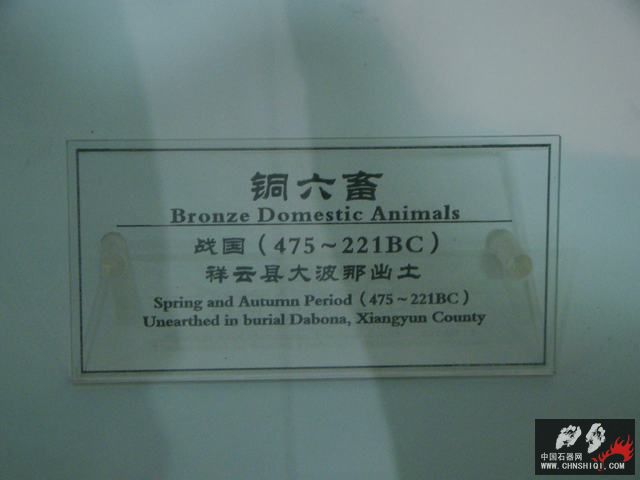 铜六畜
Bronze Domestic Animals
战国（475～221BC）
祥云县大波那出土
Spring and Autumn Period（475～221BC）
Unearthed in burial Dabona, Xiangyun County
中国石器网
www.CHNSHIQI.COM